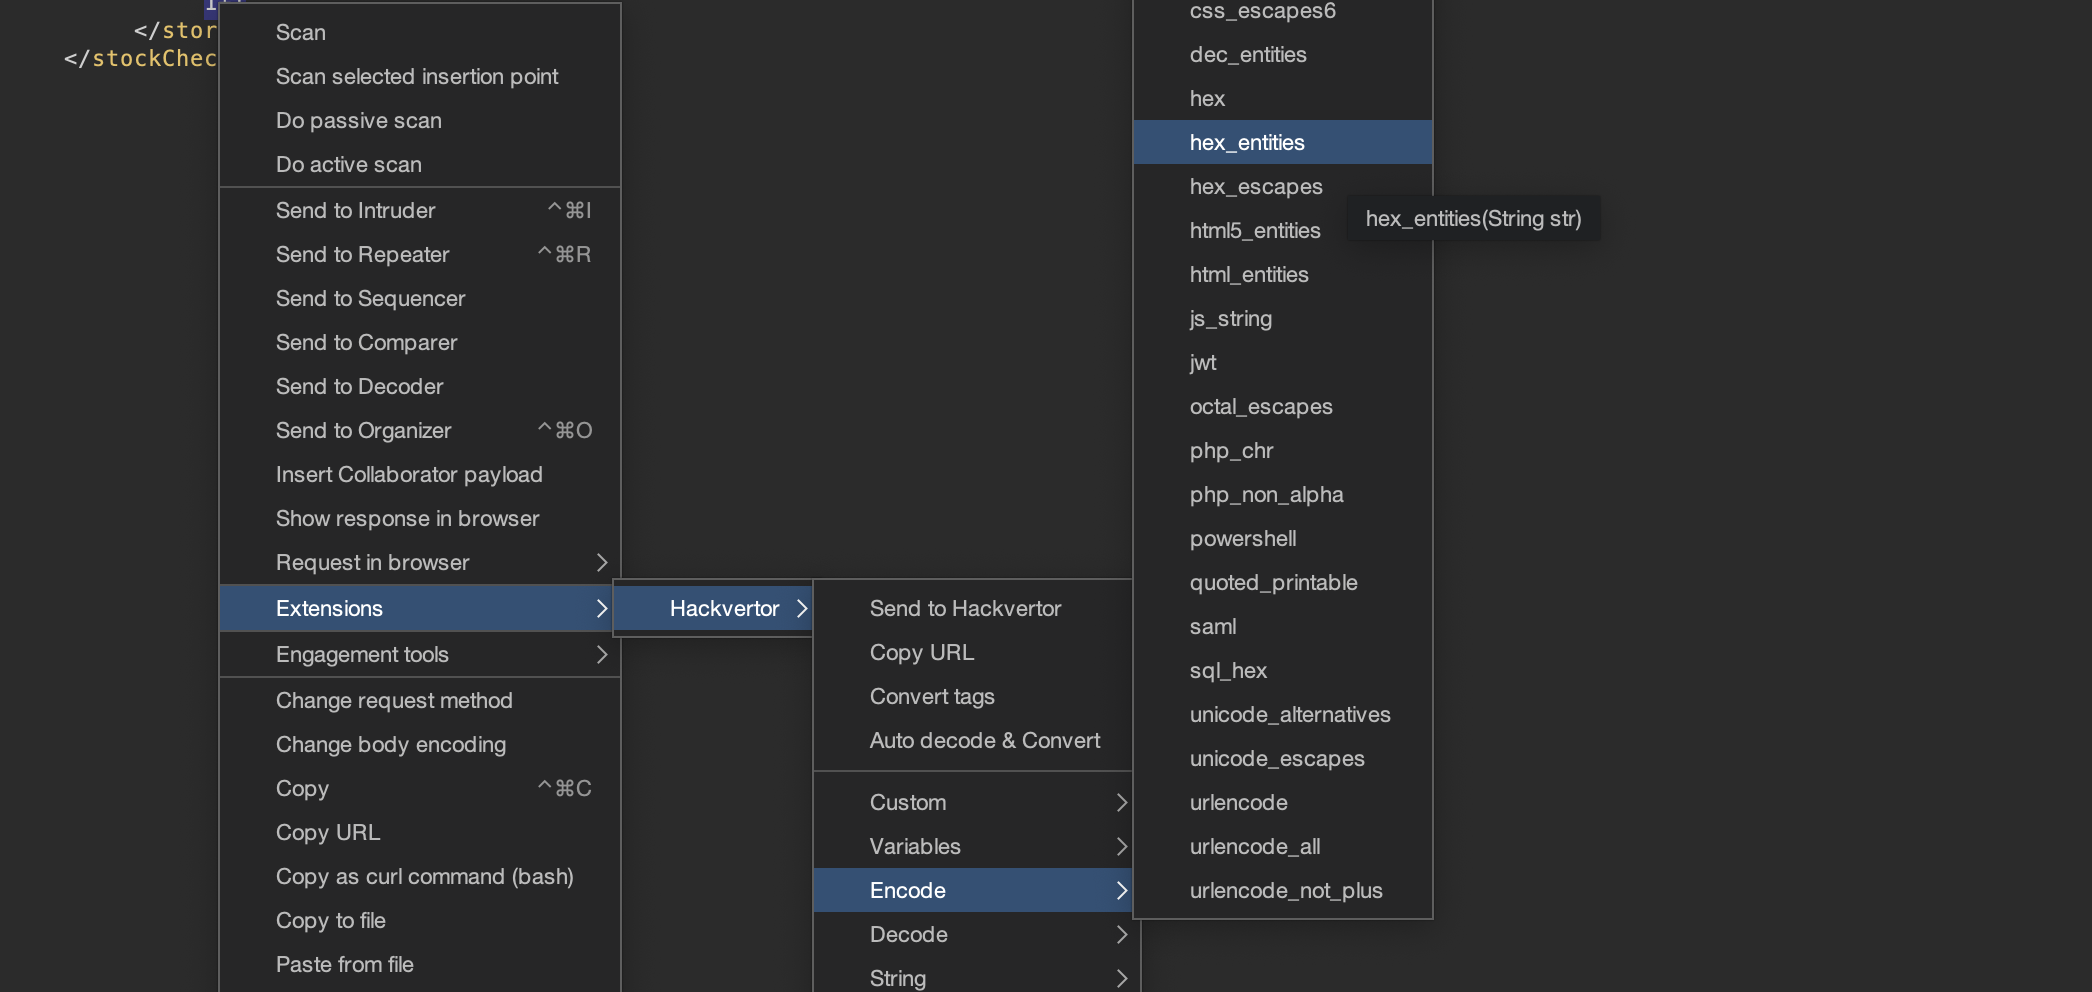 </stor
</stockChec
Scan
Scan selected insertion point
Do passive scan
Do active scan
Send to Intruder ^⌘I
Send to Repeater ^⌘R
Send to Sequencer
Send to Comparer
Send to Decoder
Send to Organizer ^⌘O
Insert Collaborator payload
Show response in browser
Request in browser
Extensions
Engagement tools
Change request method
Change body encoding
Copy ^⌘C
Copy URL
Copy as curl command (bash)
Copy to file
Paste from file
Hackvertor
Send to Hackvertor
Copy URL
Convert tags
Auto decode & Convert
Custom
Variables
Encode
Decode
String
css_escapes6
dec_entities
hex
hex_entities
hex_escapes
html5_entities
html_entities
js_string
jwt
octal_escapes
php_chr
php_non_alpha
powershell
quoted_printable
saml
sql_hex
unicode_alternatives
unicode_escapes
urlencode
urlencode_all
urlencode_not_plus
hex_entities(String str)